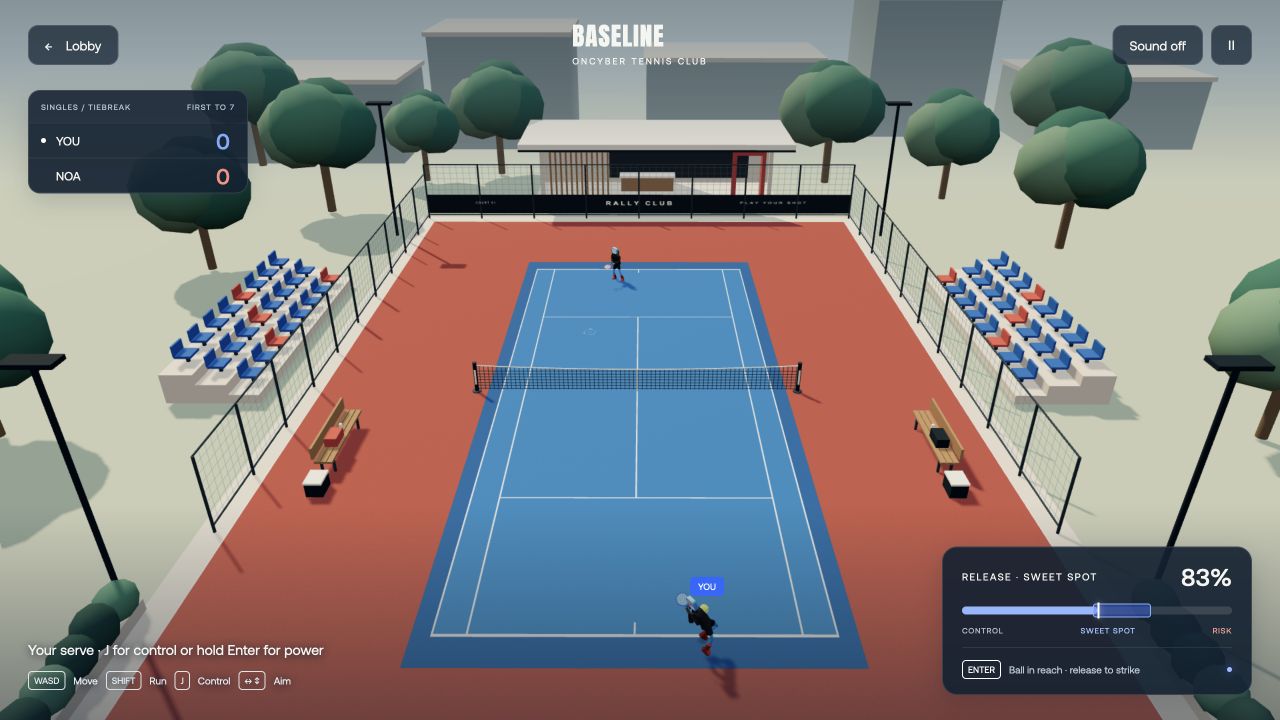 ← Lobby
BASELINE
ONCYBER TENNIS CLUB
Sound off
SINGLES / TIEBREAK FIRST TO 7
YOU 0
NOA 0
RALLY CLUB
PLAY YOUR SHOT
YOU
RELEASE · SWEET SPOT 83%
CONTROL SWEET SPOT RISK
ENTER Ball in reach · release to strike
Your serve · J for control or hold Enter for power
WASD Move SHIFT Run J Control ↔↕ Aim